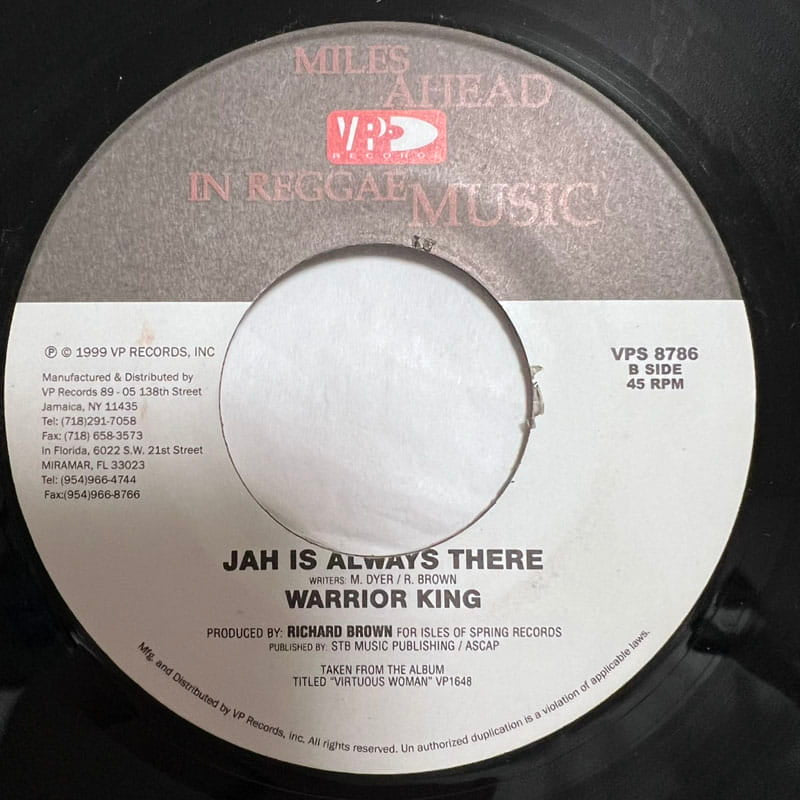 MILES
AHEAD
VP
RECORDS
IN REGGAE MUSIC
℗ © 1999 VP RECORDS, INC
Manufactured & Distributed by
VP Records 89 - 05 138th Street
Jamaica, NY 11435
Tel: (718)291-7058
Fax: (718) 658-3573
In Florida, 6022 S.W. 21st Street
MIRAMAR, FL 33023
Tel: (954)966-4744
Fax:(954)966-8766
VPS 8786
B SIDE
45 RPM
JAH IS ALWAYS THERE
WRITERS: M. DYER / R. BROWN
WARRIOR KING
PRODUCED BY: RICHARD BROWN FOR ISLES OF SPRING RECORDS
PUBLISHED BY: STB MUSIC PUBLISHING / ASCAP
TAKEN FROM THE ALBUM
TITLED "VIRTUOUS WOMAN" VP1648
Mfg. and Distributed by VP Records, inc. All rights reserved. Un authorized duplication is a violation of applicable laws.